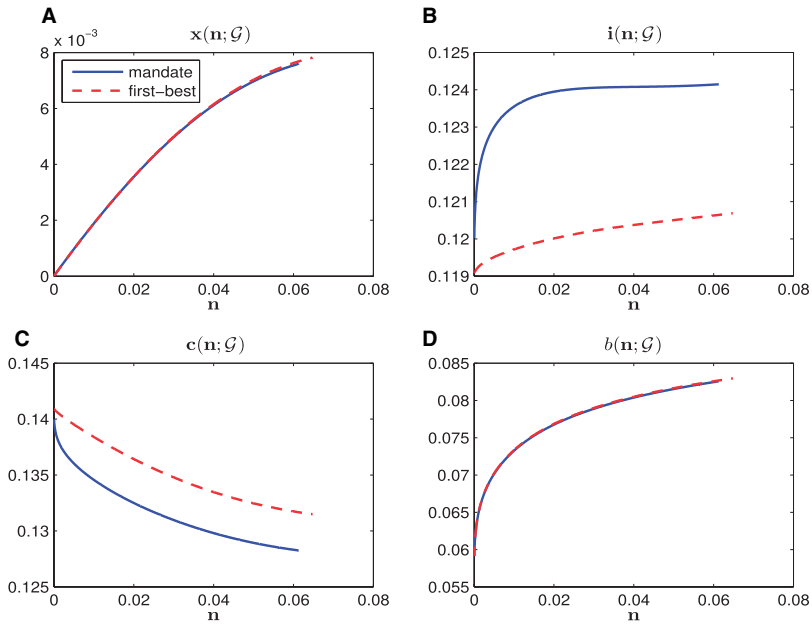 A
x(n; G)
x 10⁻³
8
6
4
2
0
mandate
first−best
0 0.02 0.04 0.06 0.08
n
B
i(n; G)
0.125
0.124
0.123
0.122
0.121
0.12
0.119
0 0.02 0.04 0.06 0.08
n
C
c(n; G)
0.145
0.14
0.135
0.13
0.125
0 0.02 0.04 0.06 0.08
n
D
b(n; G)
0.085
0.08
0.075
0.07
0.065
0.06
0.055
0 0.02 0.04 0.06 0.08
n